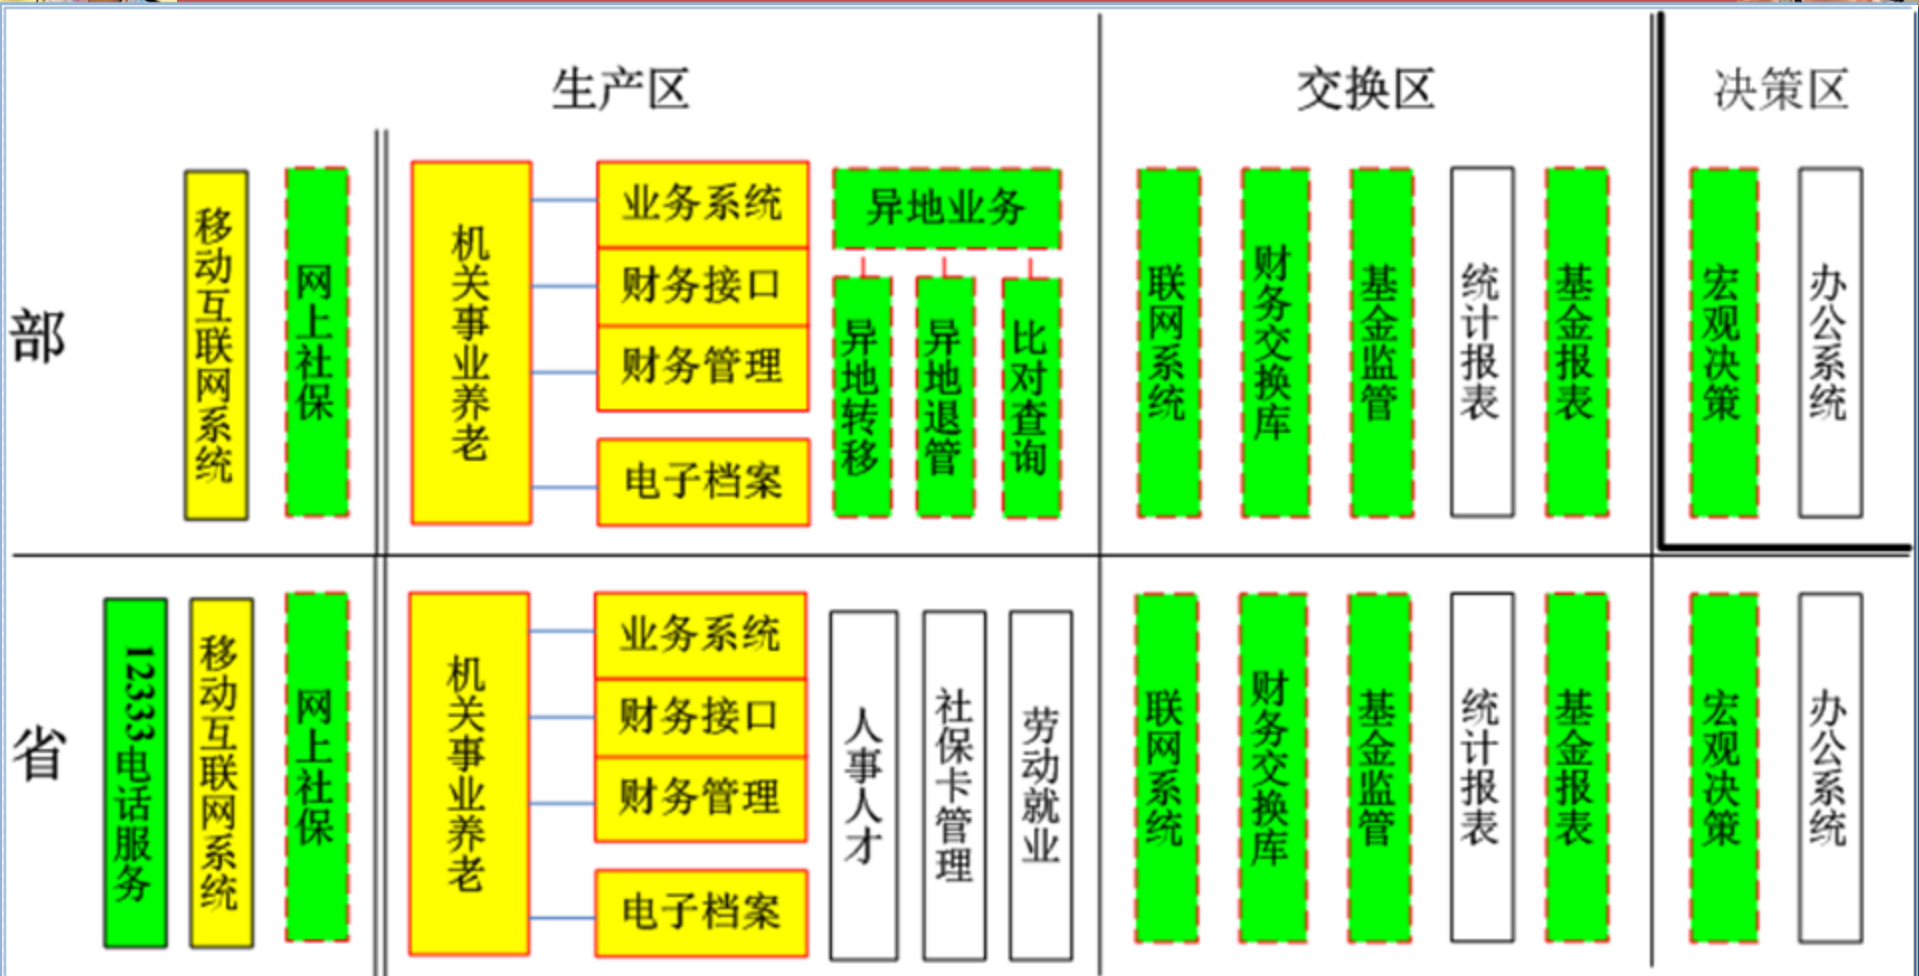 生产区
交换区
决策区
部
移动互联网系统
网上社保
机关事业养老
业务系统
财务接口
财务管理
电子档案
异地业务
异地转移
异地退管
比对查询
联网系统
财务交换库
基金监管
统计报表
基金报表
宏观决策
办公系统
省
12333电话服务
移动互联网系统
网上社保
机关事业养老
业务系统
财务接口
财务管理
电子档案
人事人才
社保卡管理
劳动就业
联网系统
财务交换库
基金监管
统计报表
基金报表
宏观决策
办公系统